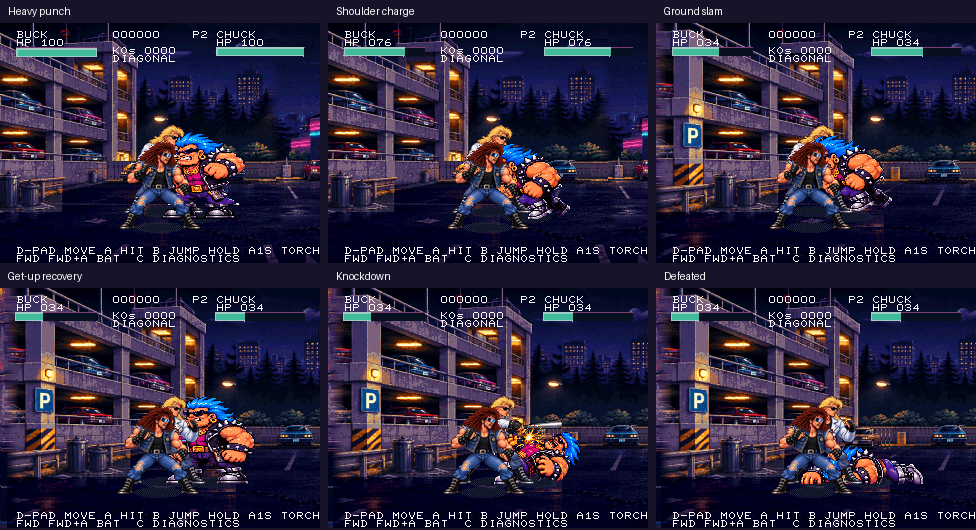 Heavy punch
BUCK 000000 P2 CHUCK
HP 100 HP 100
KOs 0000
DIAGONAL
D-PAD MOVE A HIT B JUMP HOLD A1S TORCH
FWD FWD+A BAT C DIAGNOSTICS
Shoulder charge
BUCK 000000 P2 CHUCK
HP 076 HP 076
KOs 0000
DIAGONAL
D-PAD MOVE A HIT B JUMP HOLD A1S TORCH
FWD FWD+A BAT C DIAGNOSTICS
Ground slam
BUCK 000000 P2 CHUCK
HP 034 HP 034
KOs 0000
DIAGONAL
P
D-PAD MOVE A HIT B JUMP HOLD A1S TORCH
FWD FWD+A BAT C DIAGNOSTICS
Get-up recovery
BUCK 000000 P2 CHUCK
HP 034 HP 034
KOs 0000
DIAGONAL
P
D-PAD MOVE A HIT B JUMP HOLD A1S TORCH
FWD FWD+A BAT C DIAGNOSTICS
Knockdown
BUCK 000000 P2 CHUCK
HP 034 HP 034
KOs 0000
DIAGONAL
P
D-PAD MOVE A HIT B JUMP HOLD A1S TORCH
FWD FWD+A BAT C DIAGNOSTICS
Defeated
BUCK 000000 P2 CHUCK
HP 034 HP 034
KOs 0000
DIAGONAL
P
D-PAD MOVE A HIT B JUMP HOLD A1S TORCH
FWD FWD+A BAT C DIAGNOSTICS